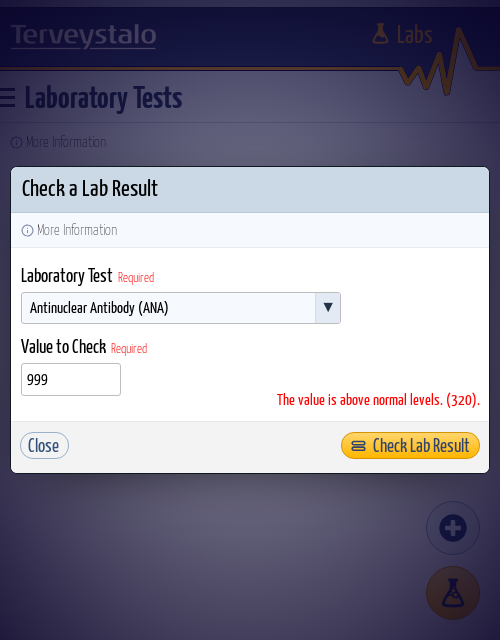 Terveystalo
Labs
Laboratory Tests
More Information
Check a Lab Result
More Information
Laboratory Test Required
Antinuclear Antibody (ANA)
Value to Check Required
999
The value is above normal levels. (320).
Close
Check Lab Result